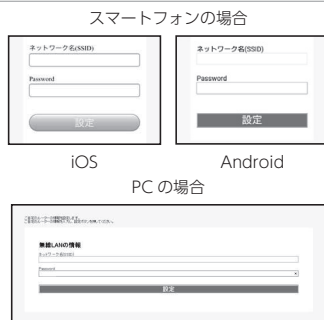 スマートフォンの場合
ネットワーク名(SSID)
Password
設定
iOS
ネットワーク名(SSID)
Password
設定
Android
PC の場合
無線LANの情報
ネットワーク名(SSID)
Password
設定